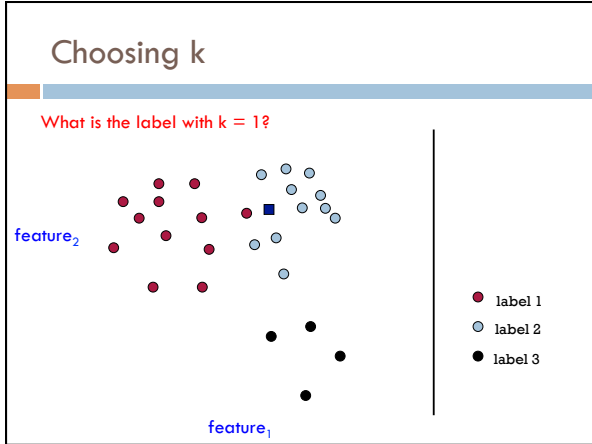 Choosing k
What is the label with k = 1?
feature₂
label 1
label 2
label 3
feature₁